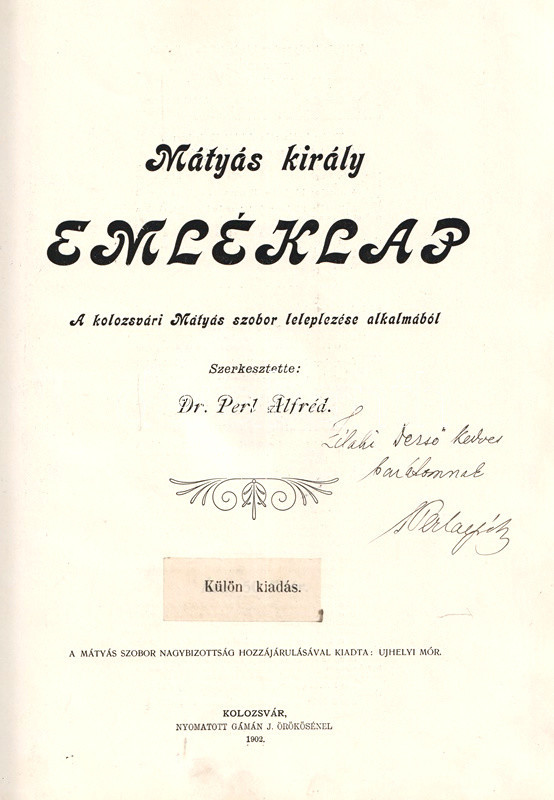 Mátyás király
EMLÉKLAP
A kolozsvári Mátyás szobor leleplezése alkalmából
Szerkesztette:
Dr. Perl Alfréd.
Dezső kedves
barátomnak
Külön kiadás.
A MÁTYÁS SZOBOR NAGYBIZOTTSÁG HOZZÁJÁRULÁSÁVAL KIADTA: UJHELYI MÓR.
KOLOZSVÁR,
NYOMATOTT GÁMÁN J. ÖRÖKÖSÉNEL
1902.